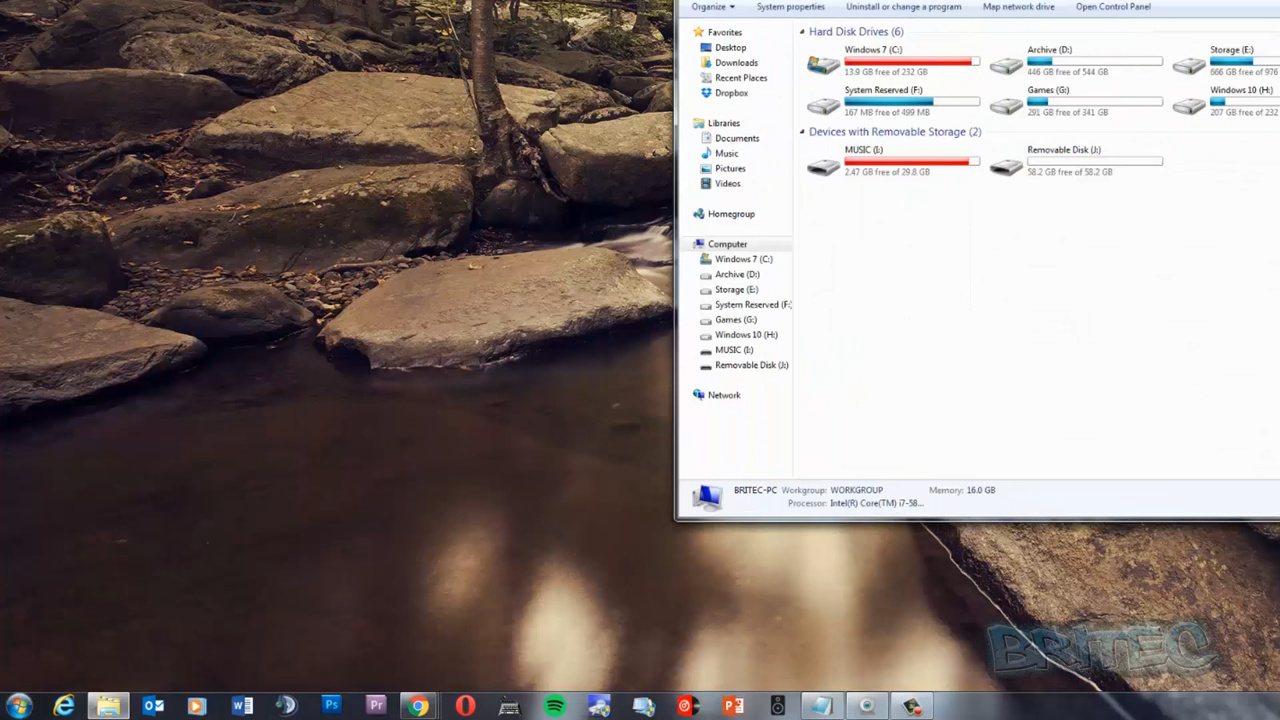 Organize
System properties
Uninstall or change a program
Map network drive
Open Control Panel
Favorites
Desktop
Downloads
Recent Places
Dropbox
Libraries
Documents
Music
Pictures
Videos
Homegroup
Computer
Windows 7 (C:)
Archive (D:)
Storage (E:)
System Reserved (F:
Games (G:)
Windows 10 (H:)
MUSIC (I:)
Removable Disk (J:)
Network
Hard Disk Drives (6)
Windows 7 (C:)
13.9 GB free of 232 GB
Archive (D:)
446 GB free of 544 GB
Storage (E:)
666 GB free of 976
System Reserved (F:)
167 MB free of 499 MB
Games (G:)
291 GB free of 341 GB
Windows 10 (H:)
207 GB free of 232
Devices with Removable Storage (2)
MUSIC (I:)
2.47 GB free of 29.8 GB
Removable Disk (J:)
58.2 GB free of 58.2 GB
BRITEC-PC Workgroup: WORKGROUP Memory: 16.0 GB
Processor: Intel(R) Core(TM) i7-58...
BRITEC
Ps
Pr